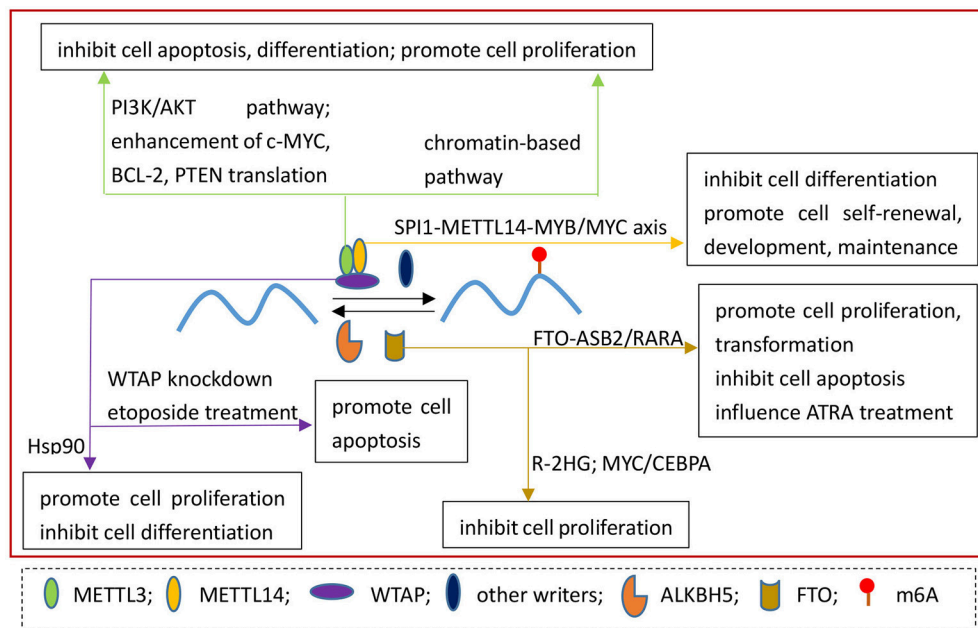 inhibit cell apoptosis, differentiation; promote cell proliferation
PI3K/AKT pathway;
enhancement of c-MYC,
BCL-2, PTEN translation
chromatin-based
pathway
SPI1-METTL14-MYB/MYC axis
inhibit cell differentiation
promote cell self-renewal,
development, maintenance
FTO-ASB2/RARA
promote cell proliferation,
transformation
inhibit cell apoptosis
influence ATRA treatment
WTAP knockdown
etoposide treatment
promote cell
apoptosis
Hsp90
promote cell proliferation
inhibit cell differentiation
R-2HG; MYC/CEBPA
inhibit cell proliferation
METTL3; METTL14; WTAP; other writers; ALKBH5; FTO; m6A